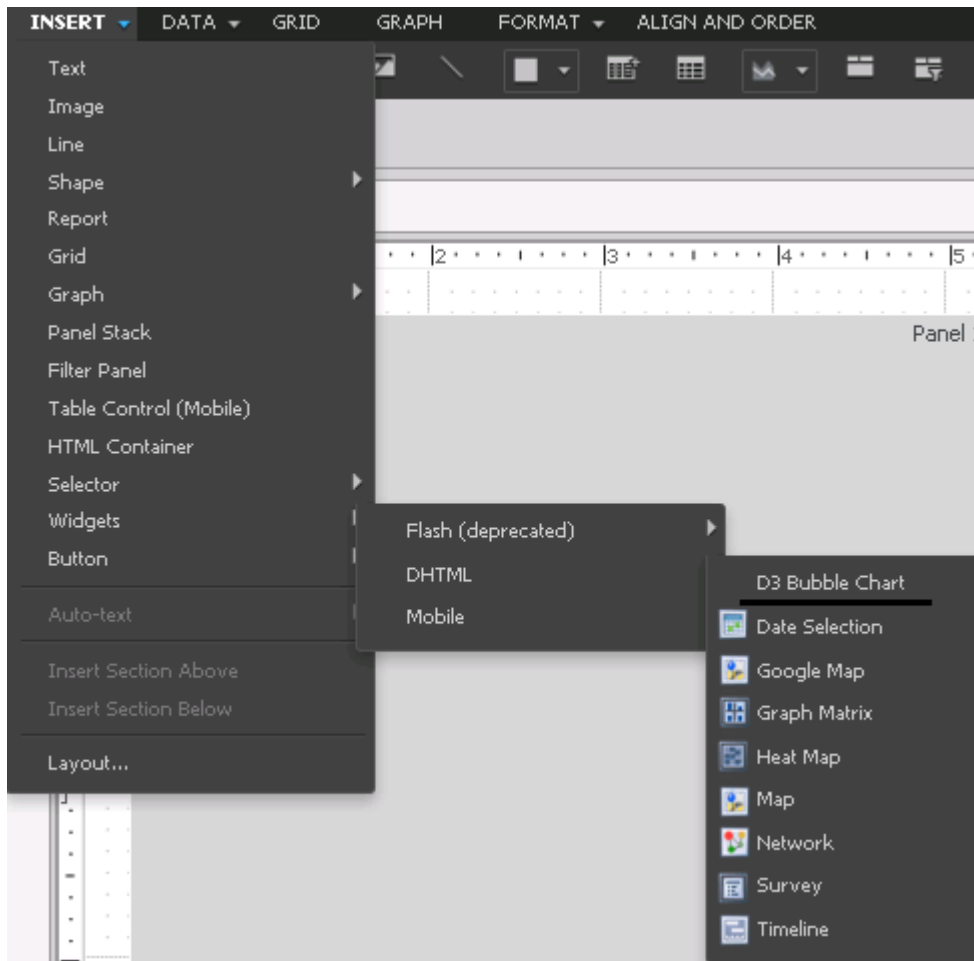 INSERT DATA GRID GRAPH FORMAT ALIGN AND ORDER
Text
Image
Line
Shape
Report
Grid
Graph
Panel Stack
Filter Panel
Table Control (Mobile)
HTML Container
Selector
Widgets
Button
Auto-text
Insert Section Above
Insert Section Below
Layout...
2 3 4 5
Panel
Flash (deprecated)
DHTML
Mobile
D3 Bubble Chart
Date Selection
Google Map
Graph Matrix
Heat Map
Map
Network
Survey
Timeline